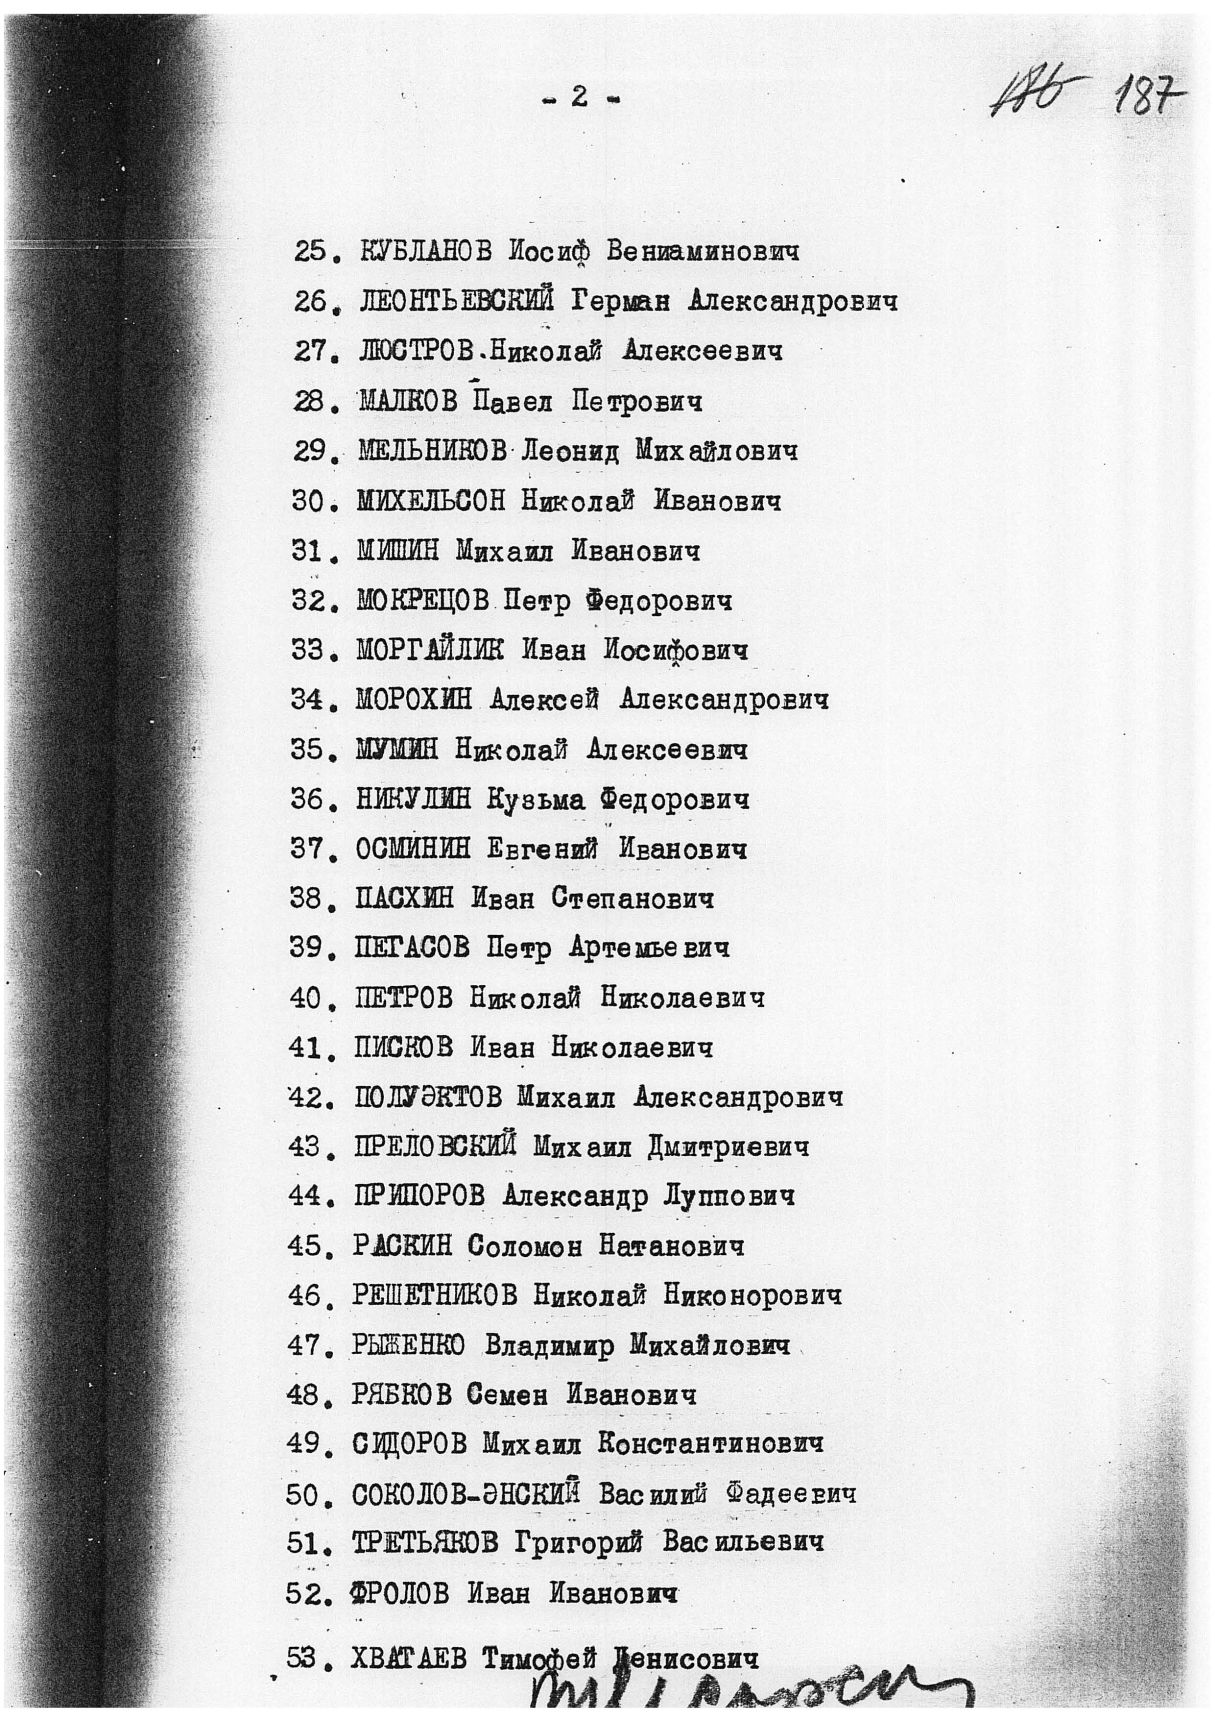 - 2 -
186 187
25. КУБЛАНОВ Иосиф Вениаминович
26. ЛЕОНТЬЕВСКИЙ Герман Александрович
27. ЛЮСТРОВ Николай Алексеевич
28. МАЛКОВ Павел Петрович
29. МЕЛЬНИКОВ Леонид Михайлович
30. МИХЕЛЬСОН Николай Иванович
31. МИШИН Михаил Иванович
32. МОКРЕЦОВ Петр Федорович
33. МОРГАЙЛИК Иван Иосифович
34. МОРОХИН Алексей Александрович
35. МУМИН Николай Алексеевич
36. НИКУЛИН Кузьма Федорович
37. ОСМИНИН Евгений Иванович
38. ПАСХИН Иван Степанович
39. ПЕГАСОВ Петр Артемьевич
40. ПЕТРОВ Николай Николаевич
41. ПИСКОВ Иван Николаевич
42. ПОЛУЭКТОВ Михаил Александрович
43. ПРЕЛОВСКИЙ Михаил Дмитриевич
44. ПРИПОРОВ Александр Луппович
45. РАСКИН Соломон Натанович
46. РЕШЕТНИКОВ Николай Никонорович
47. РЫЖЕНКО Владимир Михайлович
48. РЯБКОВ Семен Иванович
49. СИДОРОВ Михаил Константинович
50. СОКОЛОВ-ЭНСКИЙ Василий Фадеевич
51. ТРЕТЬЯКОВ Григорий Васильевич
52. ФРОЛОВ Иван Иванович
53. ХВАТАЕВ Тимофей Денисович